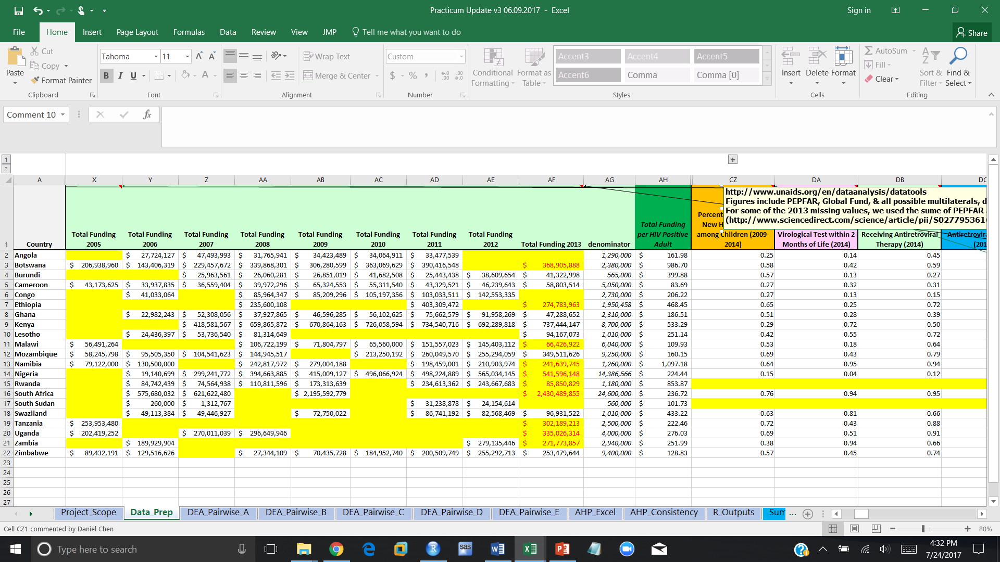 Practicum Update v3 06.09.2017 - Excel
Sign in
File Home Insert Page Layout Formulas Data Review View JMP Tell me what you want to do Share
Cut
Copy
Format Painter
Paste
Clipboard
Tahoma 11
B I U
Font
Wrap Text
Merge & Center
Alignment
Custom
$ % ,
Number
Conditional Formatting
Format as Table
Accent3 Accent4 Accent5
Accent6 Comma Comma [0]
Styles
Insert Delete Format
Cells
AutoSum
Fill
Clear
Sort & Filter
Find & Select
Editing
Comment 10 fx
1
2
A X Y Z AA AB AC AD AE AF AG AH CZ DA DB DC
http://www.unaids.org/en/dataanalysis/datatools
Figures include PEPFAR, Global Fund, & all possible multilaterals, d
For some of the 2013 missing values, we used the sume of PEPFAR
(http://www.sciencedirect.com/science/article/pii/S0277953616
1 Country Total Funding 2005 Total Funding 2006 Total Funding 2007 Total Funding 2008 Total Funding 2009 Total Funding 2010 Total Funding 2011 Total Funding 2012 Total Funding 2013 denominator Total Funding per HIV Positive Adult Percent New H among Children (2009-2014) Virological Test within 2 Months of Life (2014) Receiving Antiretroviral Therapy (2014) Antiretrovira (201
2 Angola $ 27,724,127 $ 47,493,993 $ 31,765,941 $ 34,423,489 $ 34,064,911 $ 33,477,539 1,290,000 $ 161.98 0.25 0.14 0.45
3 Botswana $ 206,938,960 $ 143,406,319 $ 229,457,672 $ 339,868,301 $ 306,280,599 $ 363,069,629 $ 390,416,548 $ 368,905,888 2,380,000 $ 986.70 0.58 0.42 0.59
4 Burundi $ 25,963,561 $ 26,060,281 $ 26,851,019 $ 41,682,508 $ 25,443,438 $ 38,609,654 $ 41,322,998 565,000 $ 399.88 0.57 0.13 0.27
5 Cameroon $ 43,173,625 $ 33,937,835 $ 36,559,404 $ 39,972,296 $ 65,324,553 $ 55,311,540 $ 43,329,521 $ 46,239,643 $ 58,803,514 5,050,000 $ 83.69 0.27 0.32 0.31
6 Congo $ 41,033,064 $ 85,964,347 $ 85,209,296 $ 105,197,356 $ 103,033,511 $ 142,553,335 2,730,000 $ 206.22 0.27 0.13 0.15
7 Ethiopia $ 235,600,108 $ 403,309,472 $ 274,783,963 1,950,458 $ 468.45 0.65 0.25 0.72
8 Ghana $ 22,982,243 $ 52,308,056 $ 37,927,865 $ 46,596,285 $ 56,102,625 $ 75,662,579 $ 91,958,269 $ 47,288,652 2,310,000 $ 186.51 0.51 0.28 0.39
9 Kenya $ 418,581,567 $ 659,865,872 $ 670,864,163 $ 726,058,594 $ 734,540,716 $ 692,289,818 $ 737,444,147 8,700,000 $ 533.29 0.29 0.72 0.50
10 Lesotho $ 24,436,397 $ 53,736,540 $ 81,314,649 $ 94,167,073 1,010,000 $ 251.14 0.42 0.55 0.72
11 Malawi $ 56,491,264 $ 106,722,199 $ 71,804,797 $ 65,560,000 $ 151,557,023 $ 145,403,112 $ 66,426,922 6,040,000 $ 109.93 0.53 0.18 0.64
12 Mozambique $ 58,245,798 $ 95,505,350 $ 104,541,623 $ 144,945,517 $ 213,250,192 $ 260,049,570 $ 255,294,059 $ 349,511,626 9,250,000 $ 160.15 0.69 0.43 0.79
13 Namibia $ 79,122,000 $ 130,500,000 $ 242,817,972 $ 279,004,188 $ 198,459,001 $ 210,903,974 $ 241,639,745 1,260,000 $ 1,097.18 0.64 0.95 0.94
14 Nigeria $ 19,140,699 $ 299,241,772 $ 394,663,885 $ 415,009,127 $ 496,066,924 $ 498,224,889 $ 565,034,145 $ 541,596,148 14,386,566 $ 224.44 0.15 0.04 0.12
15 Rwanda $ 84,742,439 $ 74,564,938 $ 110,811,596 $ 173,313,639 $ 234,613,362 $ 243,667,683 $ 85,850,829 1,180,000 $ 853.87
16 South Africa $ 575,680,032 $ 621,622,480 $ 2,195,592,779 $ 2,430,489,855 24,600,000 $ 236.72 0.76 0.94 0.95
17 South Sudan $ 260,000 $ 1,312,767 $ 31,238,878 $ 24,154,614 560,000 $ 101.73
18 Swaziland $ 49,113,384 $ 49,446,927 $ 72,750,022 $ 86,741,192 $ 82,568,469 $ 96,931,522 1,010,000 $ 433.22 0.63 0.81 0.66
19 Tanzania $ 253,953,480 $ 302,189,213 2,500,000 $ 222.46 0.72 0.43 0.88
20 Uganda $ 202,419,252 $ 270,011,039 $ 296,649,946 $ 335,026,314 4,000,000 $ 276.03 0.69 0.51 0.91
21 Zambia $ 189,929,904 $ 279,135,446 $ 271,773,857 2,940,000 $ 251.99 0.38 0.94 0.66
22 Zimbabwe $ 89,432,191 $ 129,516,626 $ 27,344,109 $ 70,435,728 $ 184,952,740 $ 200,509,749 $ 255,292,713 $ 253,479,644 9,400,000 $ 128.83 0.57 0.45 0.74
23
24
25
26
27
Project_Scope Data_Prep DEA_Pairwise_A DEA_Pairwise_B DEA_Pairwise_C DEA_Pairwise_D DEA_Pairwise_E AHP_Excel AHP_Consistency R_Outputs Sum ...
Cell CZ1 commented by Daniel Chen
80%
Type here to search
4:32 PM
7/24/2017